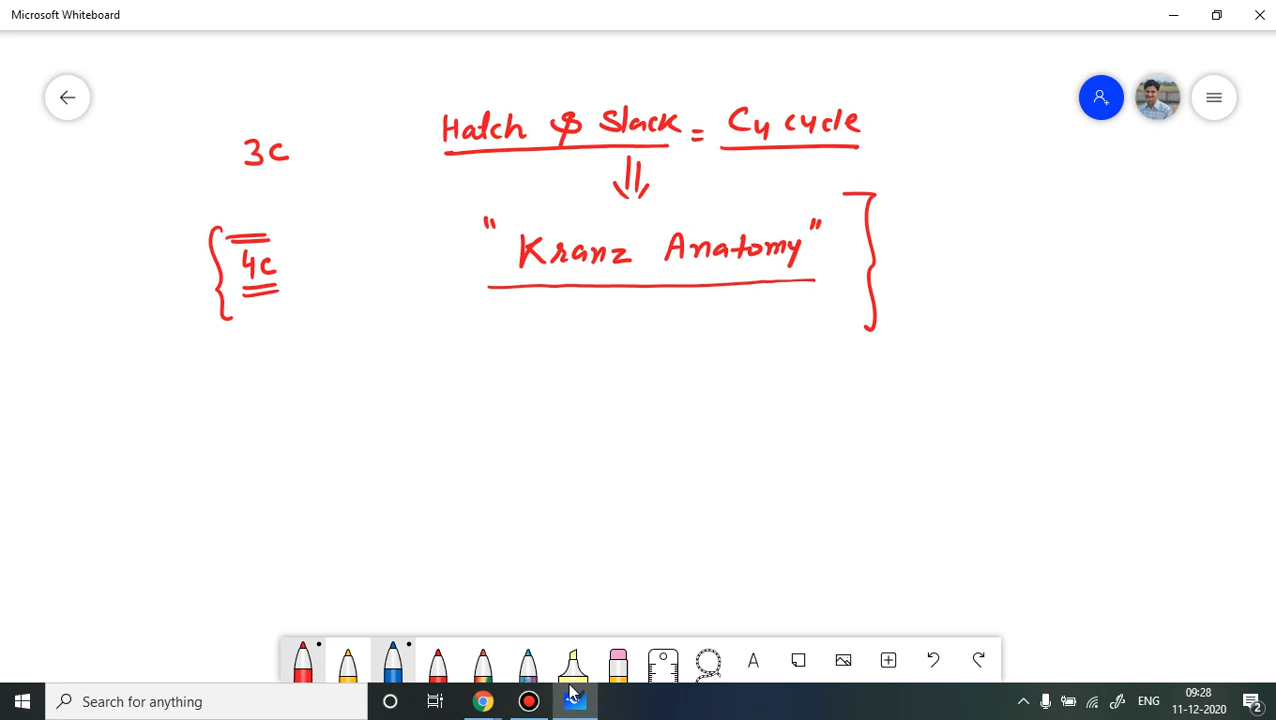 Microsoft Whiteboard
Hatch & Slack = C4 cycle
3c
"Kranz Anatomy"
4c
A
Search for anything
ENG
09:28
11-12-2020
2